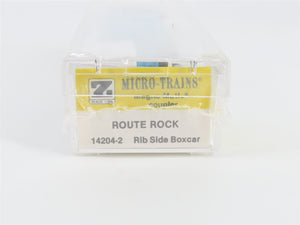 Z
MICRO-TRAINS
coupler
ROUTE ROCK
14204-2 Rib Side Boxcar